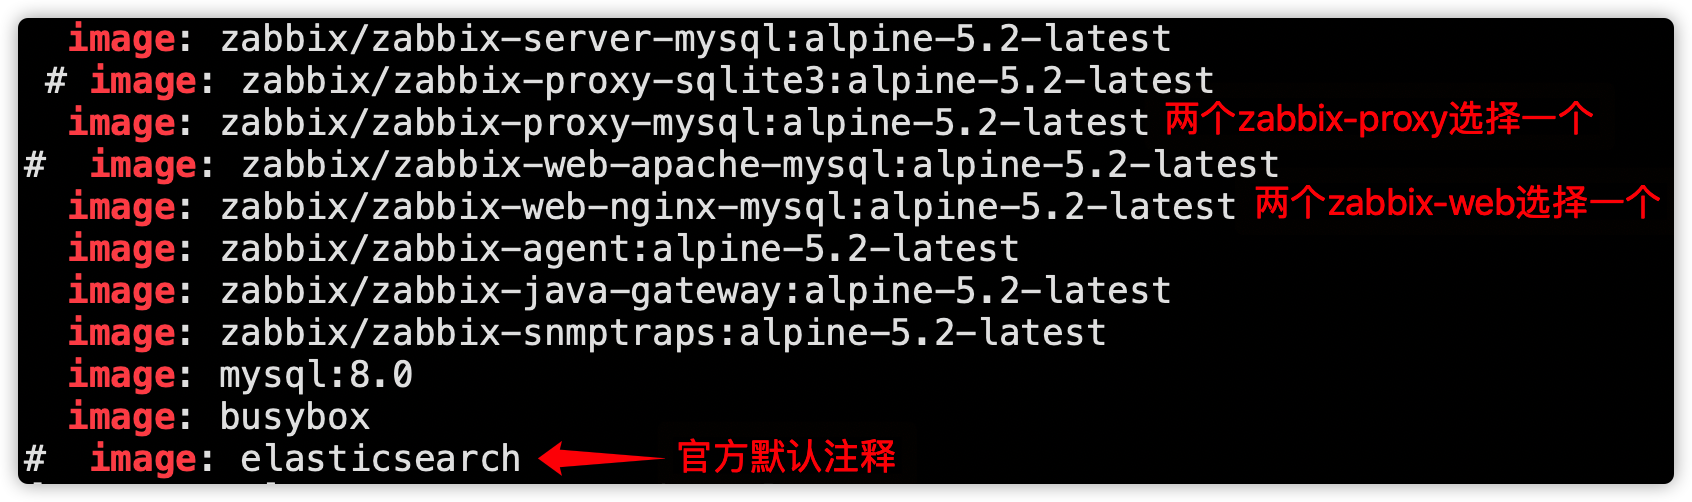 image: zabbix/zabbix-server-mysql:alpine-5.2-latest
# image: zabbix/zabbix-proxy-sqlite3:alpine-5.2-latest
image: zabbix/zabbix-proxy-mysql:alpine-5.2-latest 两个zabbix-proxy选择一个
#  image: zabbix/zabbix-web-apache-mysql:alpine-5.2-latest
image: zabbix/zabbix-web-nginx-mysql:alpine-5.2-latest 两个zabbix-web选择一个
image: zabbix/zabbix-agent:alpine-5.2-latest
image: zabbix/zabbix-java-gateway:alpine-5.2-latest
image: zabbix/zabbix-snmptraps:alpine-5.2-latest
image: mysql:8.0
image: busybox
#  image: elasticsearch 官方默认注释